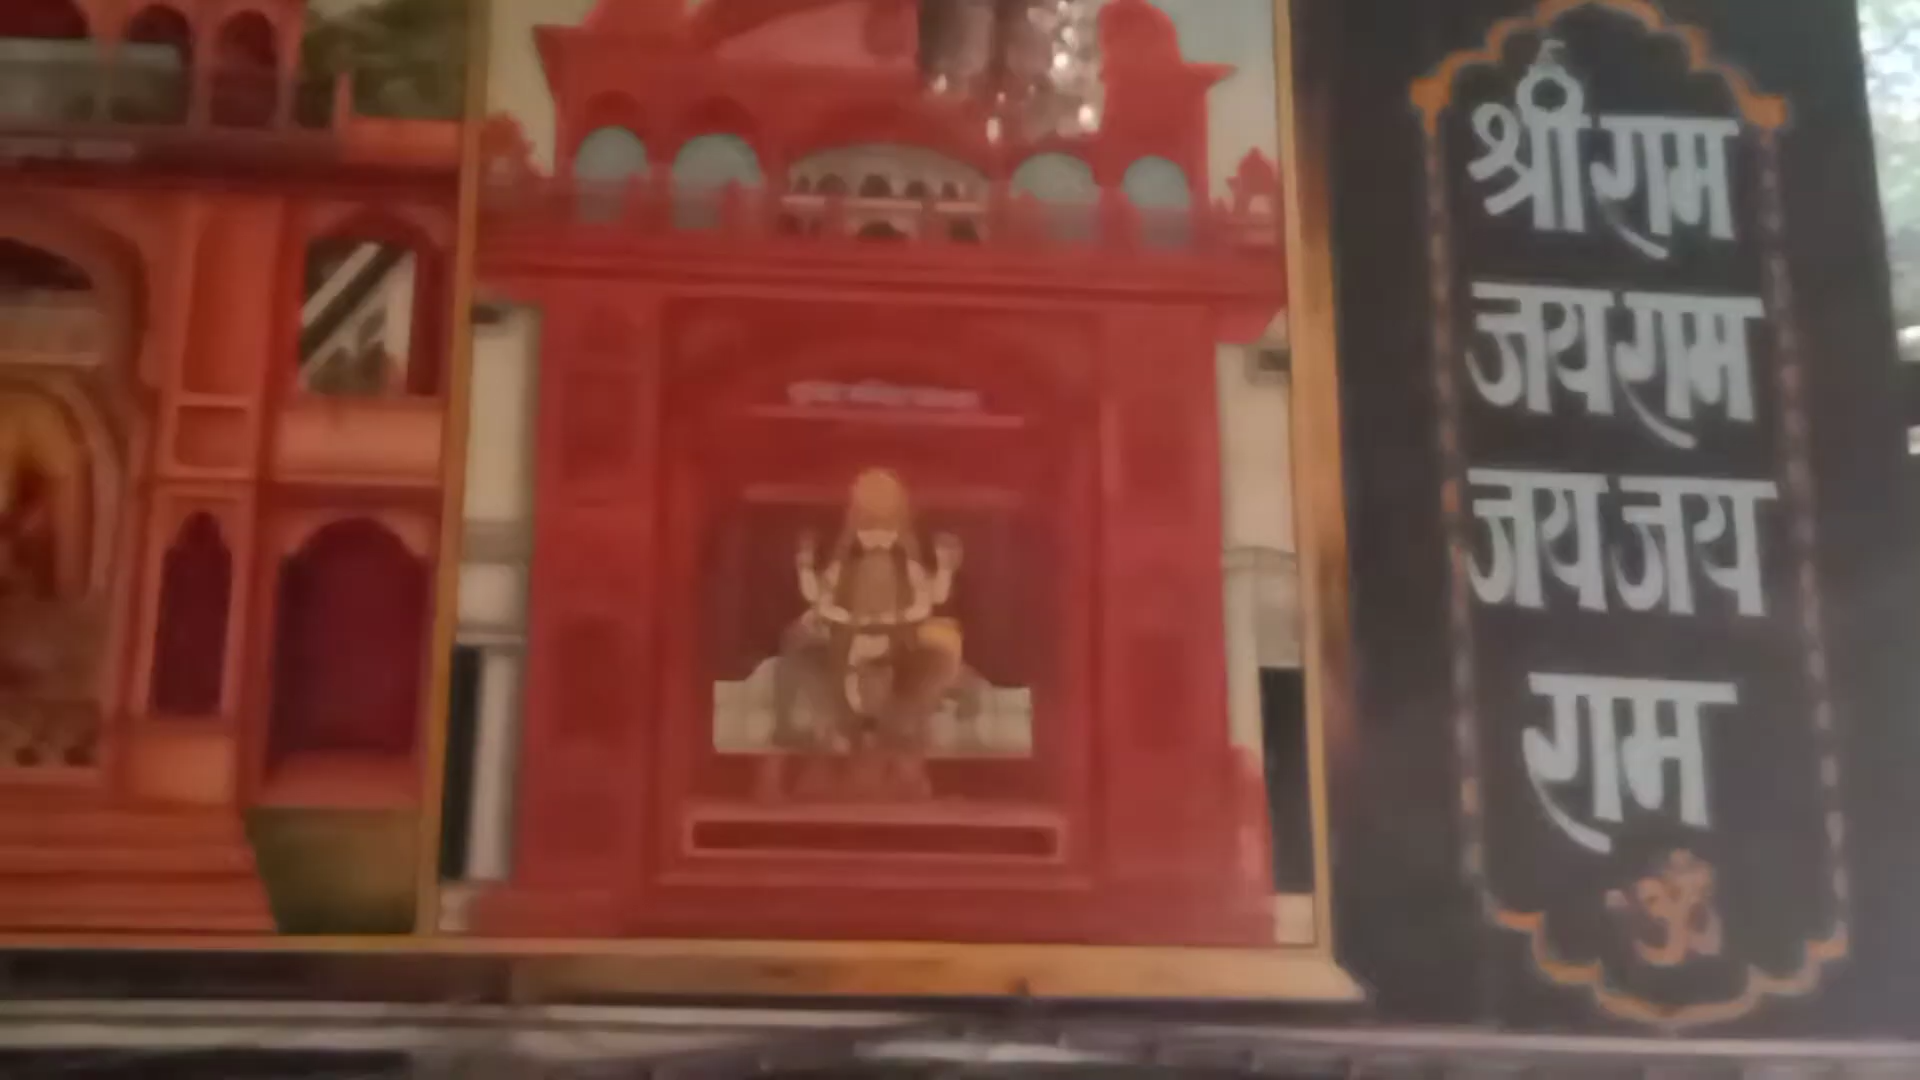 श्री राम
जय राम
जय जय
राम
ॐ